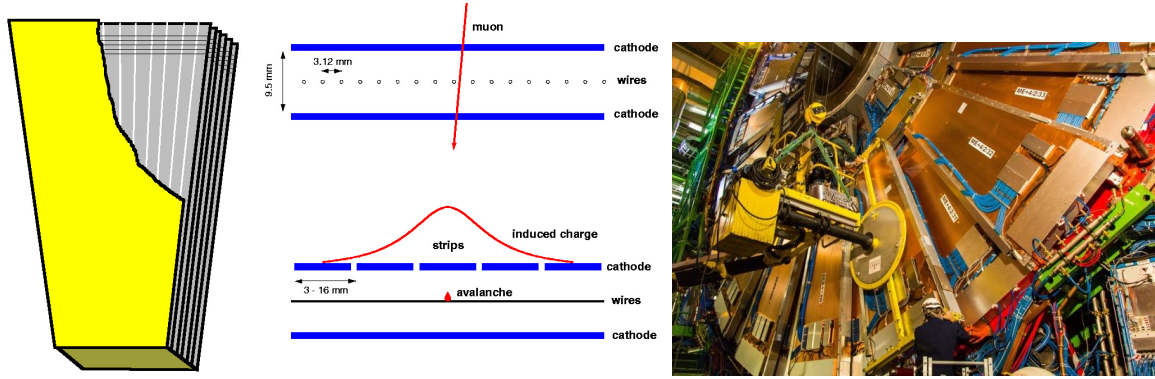 muon
cathode
3.12 mm
wires
9.5 mm
cathode
induced charge
strips
cathode
3 - 16 mm
avalanche
wires
cathode
ME+4/2/33
ME+4/2/32